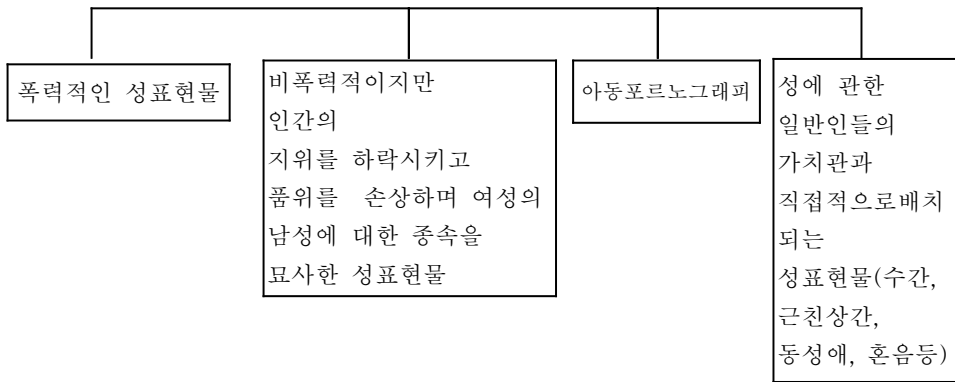 폭력적인 성표현물
비폭력적이지만
인간의
지위를 하락시키고
품위를 손상하며 여성의
남성에 대한 종속을
묘사한 성표현물
아동포르노그래피
성에 관한
일반인들의
가치관과
직접적으로배치
되는
성표현물(수간,
근친상간,
동성애, 혼음등)